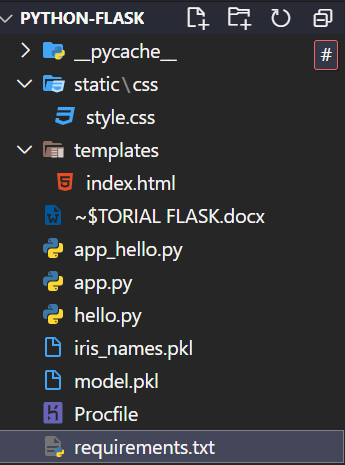 PYTHON-FLASK
__pycache__
#
static\css
style.css
templates
index.html
~$TORIAL FLASK.docx
app_hello.py
app.py
hello.py
iris_names.pkl
model.pkl
Procfile
requirements.txt